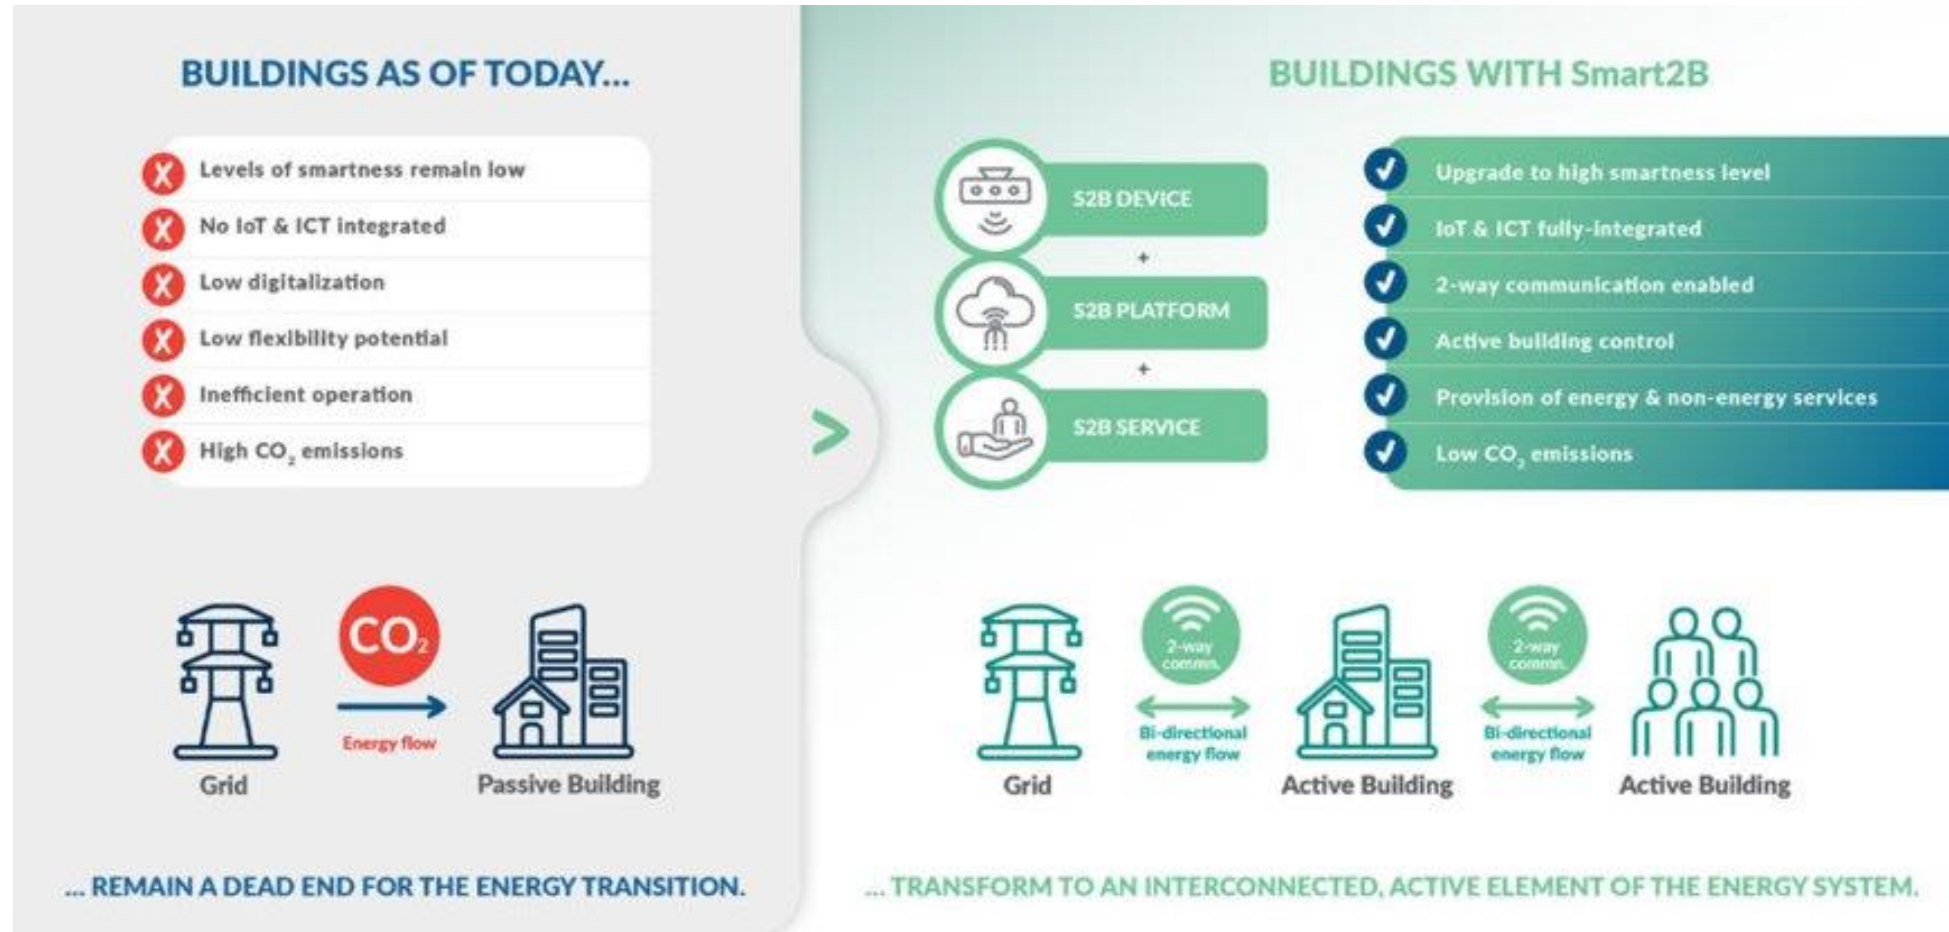 BUILDINGS AS OF TODAY...
X Levels of smartness remain low
X No IoT & ICT integrated
X Low digitalization
X Low flexibility potential
X Inefficient operation
X High CO₂ emissions
CO₂
Energy flow
Grid
Passive Building
... REMAIN A DEAD END FOR THE ENERGY TRANSITION.
>
BUILDINGS WITH Smart2B
S2B DEVICE
+
S2B PLATFORM
+
S2B SERVICE
Upgrade to high smartness level
IoT & ICT fully-integrated
2-way communication enabled
Active building control
Provision of energy & non-energy services
Low CO₂ emissions
2-way
commn.
Bi-directional
energy flow
2-way
commn.
Bi-directional
energy flow
Grid
Active Building
Active Building
... TRANSFORM TO AN INTERCONNECTED, ACTIVE ELEMENT OF THE ENERGY SYSTEM.